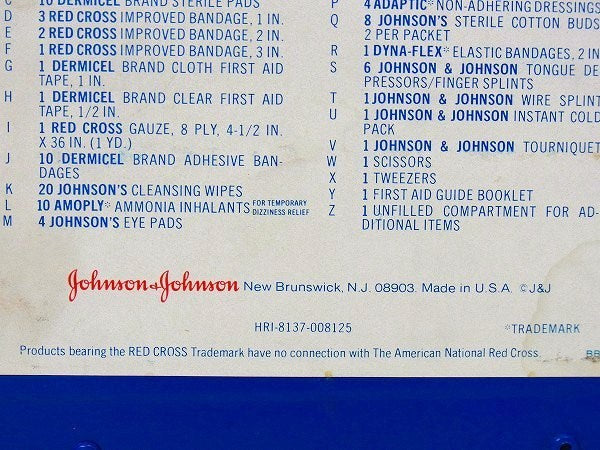 C 10 DERMICEL BRAND STERILE PADS
D 3 RED CROSS IMPROVED BANDAGE, 1 IN.
E 2 RED CROSS IMPROVED BANDAGE, 2 IN.
F 1 RED CROSS IMPROVED BANDAGE, 3 IN.
G 1 DERMICEL BRAND CLOTH FIRST AID
TAPE, 1 IN.
H 1 DERMICEL BRAND CLEAR FIRST AID
TAPE, 1/2 IN.
I 1 RED CROSS GAUZE, 8 PLY, 4-1/2 IN.
X 36 IN. (1 YD.)
J 10 DERMICEL BRAND ADHESIVE BAN-
DAGES
K 20 JOHNSON'S CLEANSING WIPES
L 10 AMOPLY* AMMONIA INHALANTS FOR TEMPORARY
DIZZINESS RELIEF
M 4 JOHNSON'S EYE PADS
P 4 ADAPTIC* NON-ADHERING DRESSINGS
Q 8 JOHNSON'S STERILE COTTON BUDS
2 PER PACKET
R 1 DYNA-FLEX* ELASTIC BANDAGES, 2 IN
S 6 JOHNSON & JOHNSON TONGUE DE
PRESSORS/FINGER SPLINTS
T 1 JOHNSON & JOHNSON WIRE SPLINT
U 1 JOHNSON & JOHNSON INSTANT COLD
PACK
V 1 JOHNSON & JOHNSON TOURNIQUET
W 1 SCISSORS
X 1 TWEEZERS
Y 1 FIRST AID GUIDE BOOKLET
Z 1 UNFILLED COMPARTMENT FOR AD-
DITIONAL ITEMS
Johnson & Johnson New Brunswick, N.J. 08903. Made in U.S.A. ©J&J
HRI-8137-008125
*TRADEMARK
Products bearing the RED CROSS Trademark have no connection with The American National Red Cross.